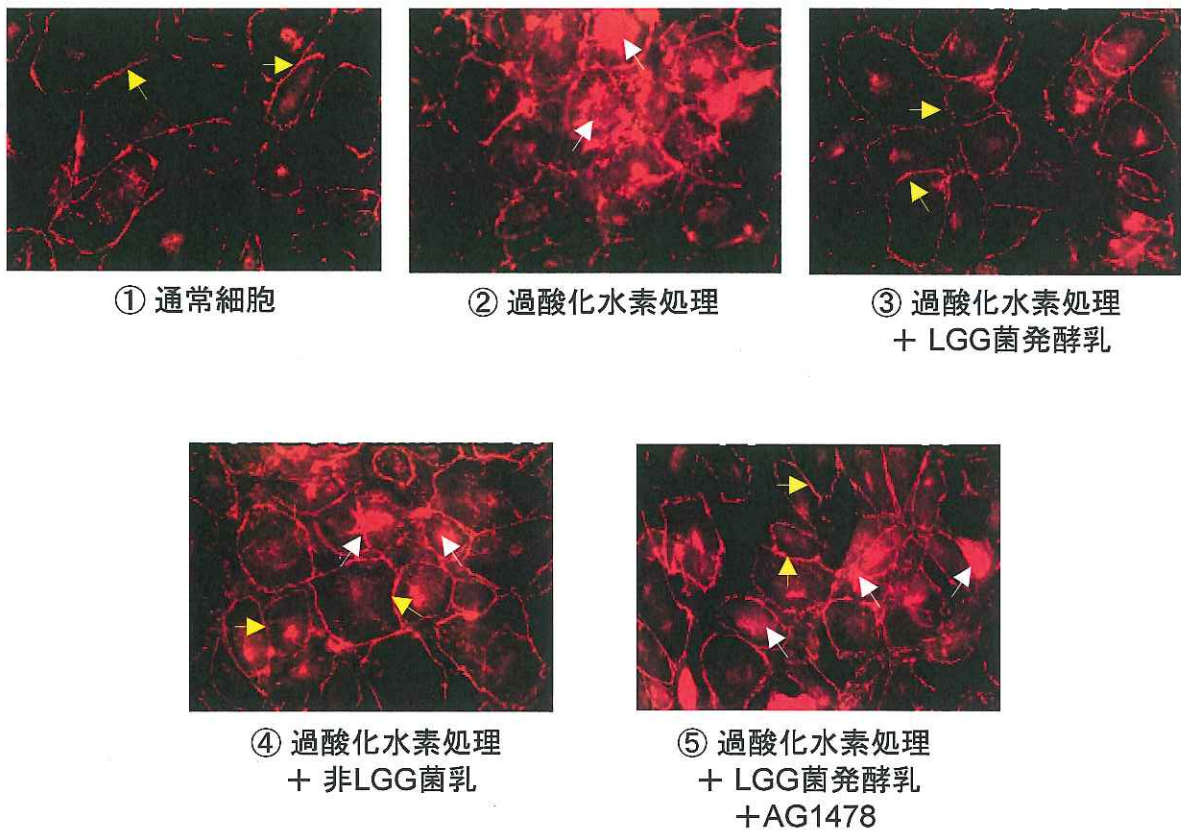 ① 通常細胞
② 過酸化水素処理
③ 過酸化水素処理
＋ LGG菌発酵乳
④ 過酸化水素処理
＋ 非LGG菌乳
⑤ 過酸化水素処理
＋ LGG菌発酵乳
＋AG1478